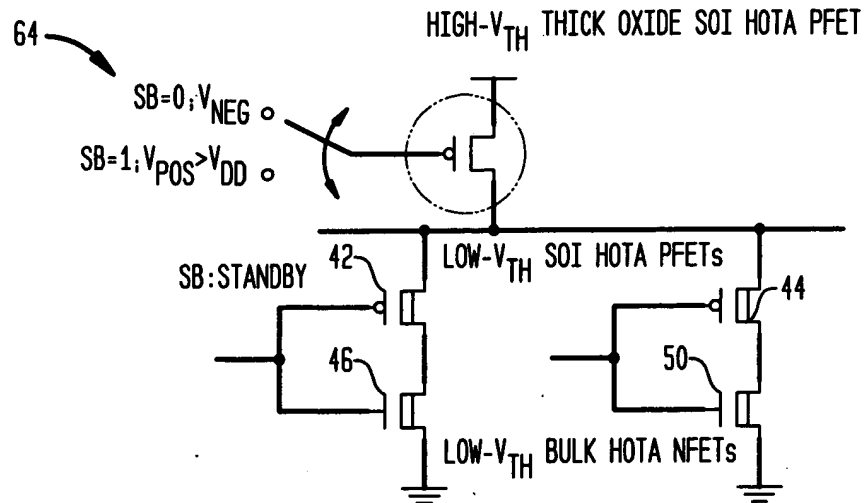 HIGH-VTH THICK OXIDE SOI HOTA PFET
64
SB=0;VNEG
SB=1;VPOS>VDD
LOW-VTH SOI HOTA PFETs
SB:STANDBY
42
44
46
50
LOW-VTH BULK HOTA NFETs